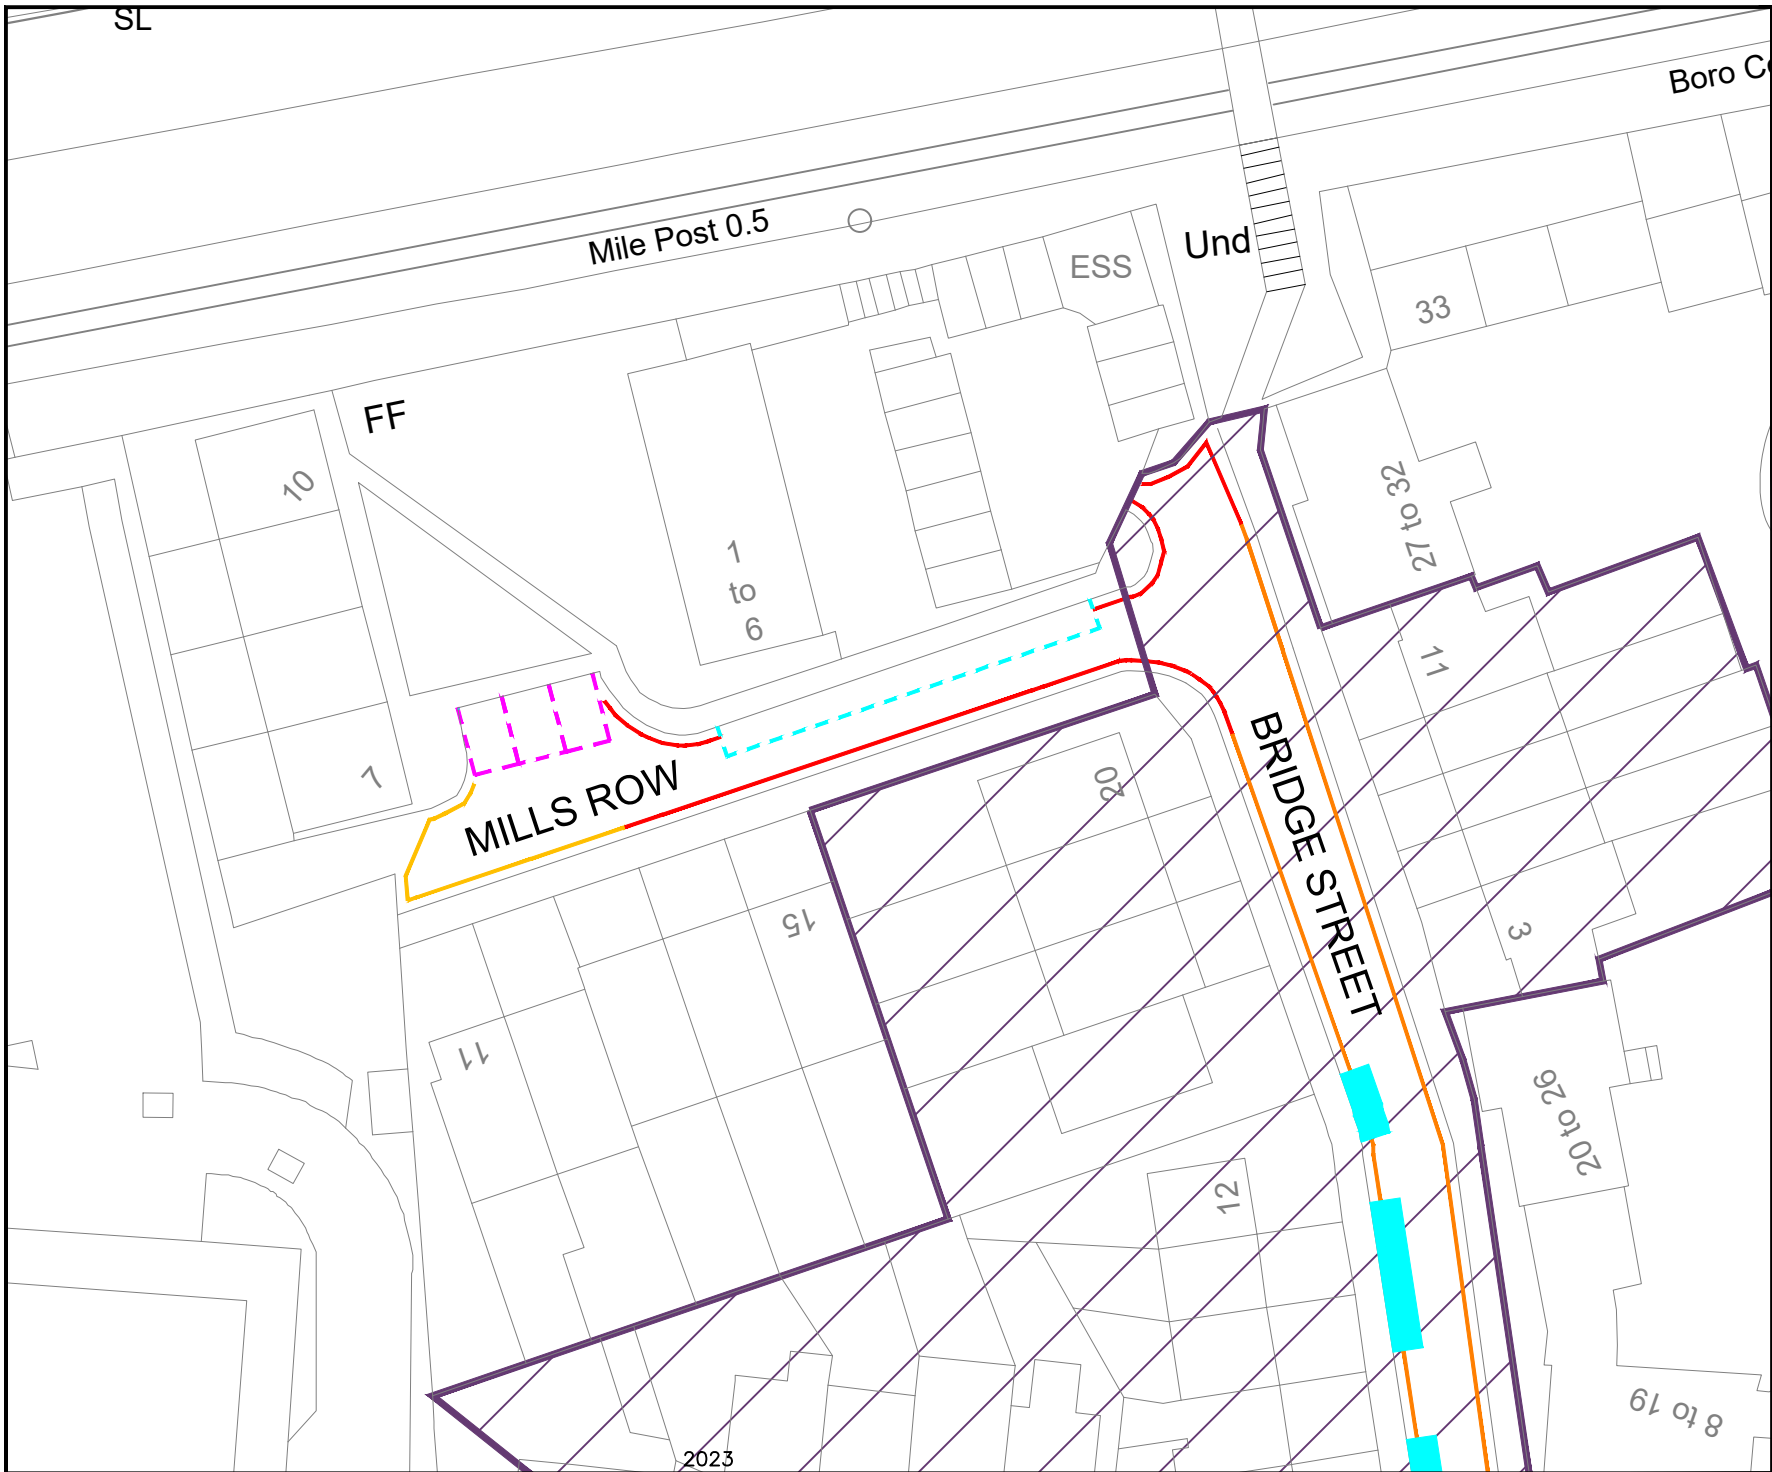 SL
Boro Co
Mile Post 0.5
Und
ESS
33
FF
10
27 to 32
1
to
6
11
7
MILLS ROW
BRIDGE STREET
20
15
3
11
20 to 26
12
8 to 19
2023